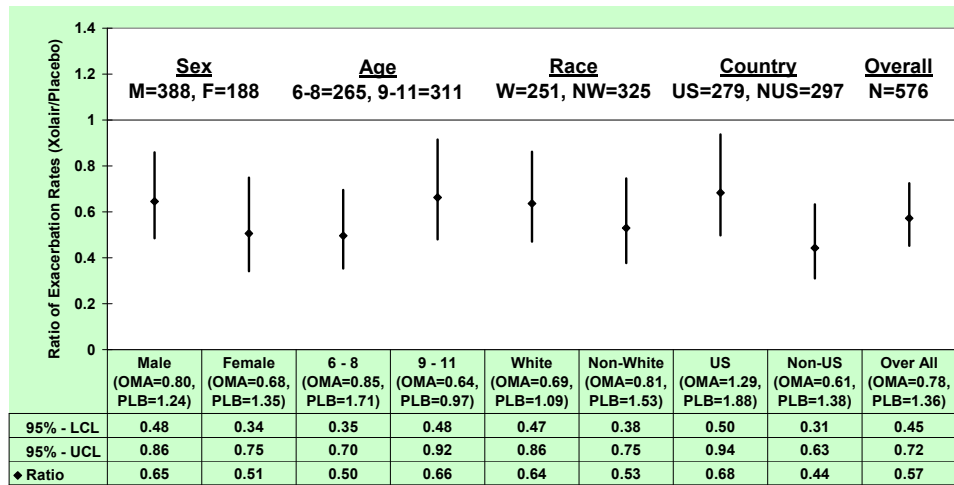 Ratio of Exacerbation Rates (Xolair/Placebo)
1.4
1.2
1
0.8
0.6
0.4
0.2
0
Sex Age Race Country Overall
M=388, F=188 6-8=265, 9-11=311 W=251, NW=325 US=279, NUS=297 N=576
Male Female 6 - 8 9 - 11 White Non-White US Non-US Over All
(OMA=0.80, (OMA=0.68, (OMA=0.85, (OMA=0.64, (OMA=0.69, (OMA=0.81, (OMA=1.29, (OMA=0.61, (OMA=0.78,
PLB=1.24) PLB=1.35) PLB=1.71) PLB=0.97) PLB=1.09) PLB=1.53) PLB=1.88) PLB=1.38) PLB=1.36)
95% - LCL 0.48 0.34 0.35 0.48 0.47 0.38 0.50 0.31 0.45
95% - UCL 0.86 0.75 0.70 0.92 0.86 0.75 0.94 0.63 0.72
Ratio 0.65 0.51 0.50 0.66 0.64 0.53 0.68 0.44 0.57